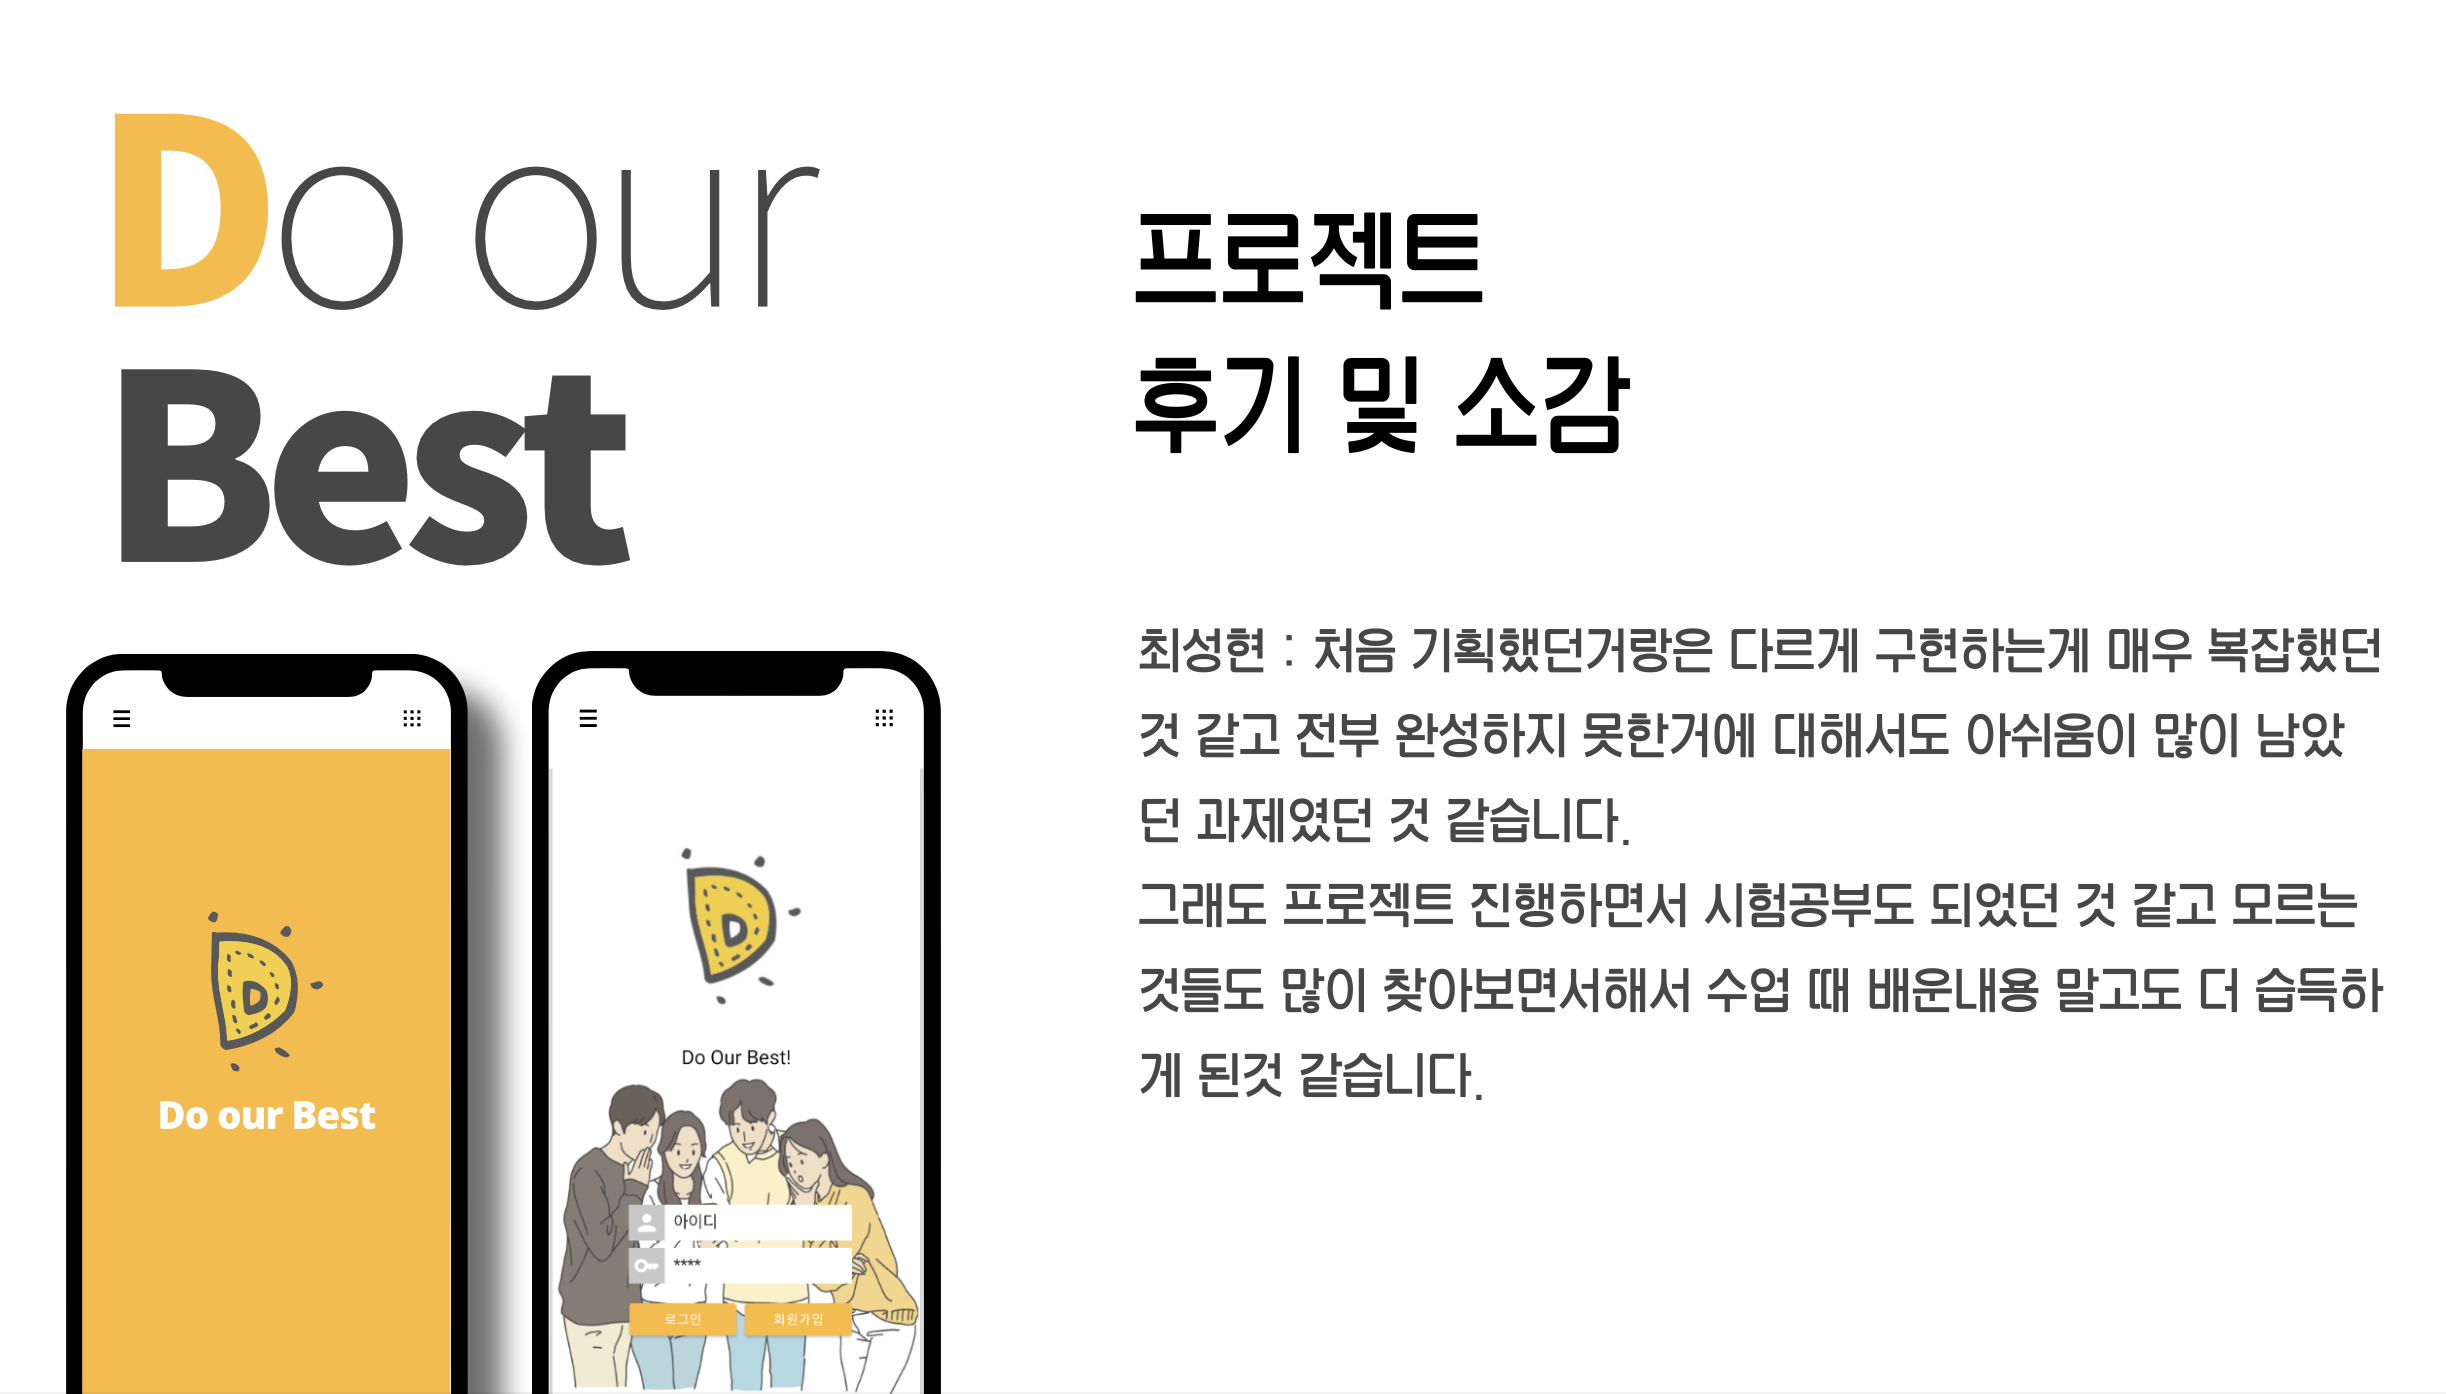 Do our
Best
프로젝트
후기 및 소감
최성현 : 처음 기획했던거랑은 다르게 구현하는게 매우 복잡했던
것 같고 전부 완성하지 못한거에 대해서도 아쉬움이 많이 남았
던 과제였던 것 같습니다.
그래도 프로젝트 진행하면서 시험공부도 되었던 것 같고 모르는
것들도 많이 찾아보면서해서 수업 때 배운내용 말고도 더 습득하
게 된것 같습니다.
D
Do our Best
D
Do Our Best!
아이디
****
로그인
회원가입